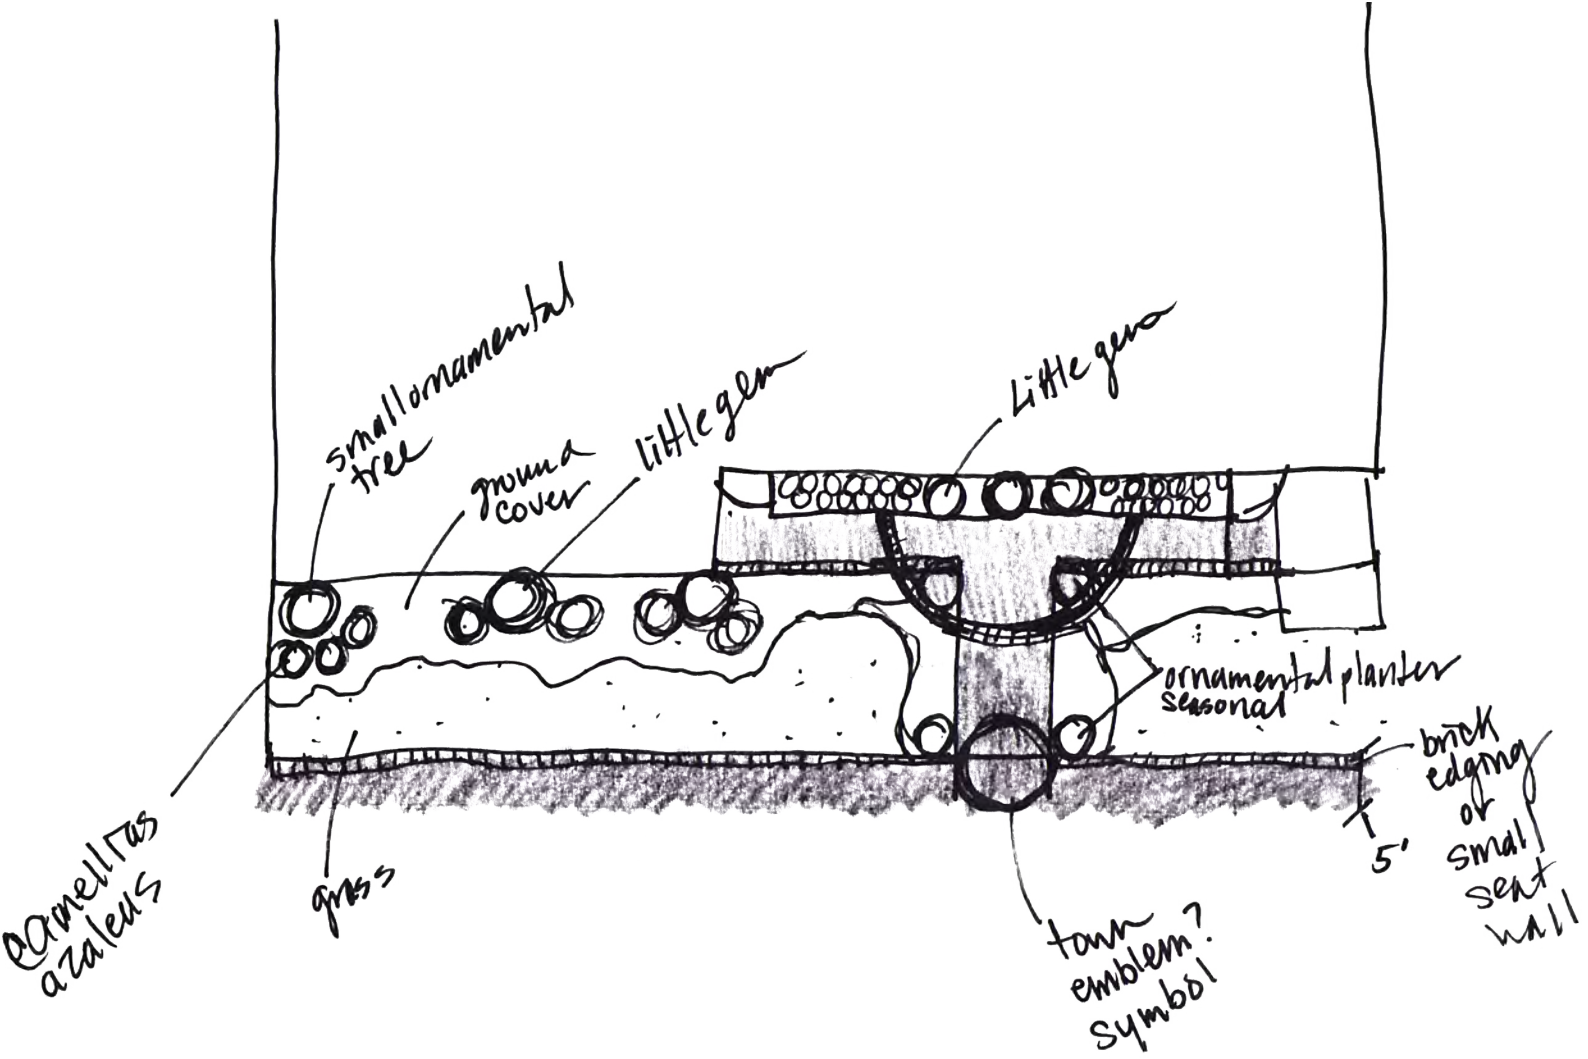 small ornamental
tree
ground
cover
little gem
Little gem
ornamental planter
seasonal
brick
edging
or
small
seat
wall
5'
camellias
azaleas
grass
town
emblem?
symbol